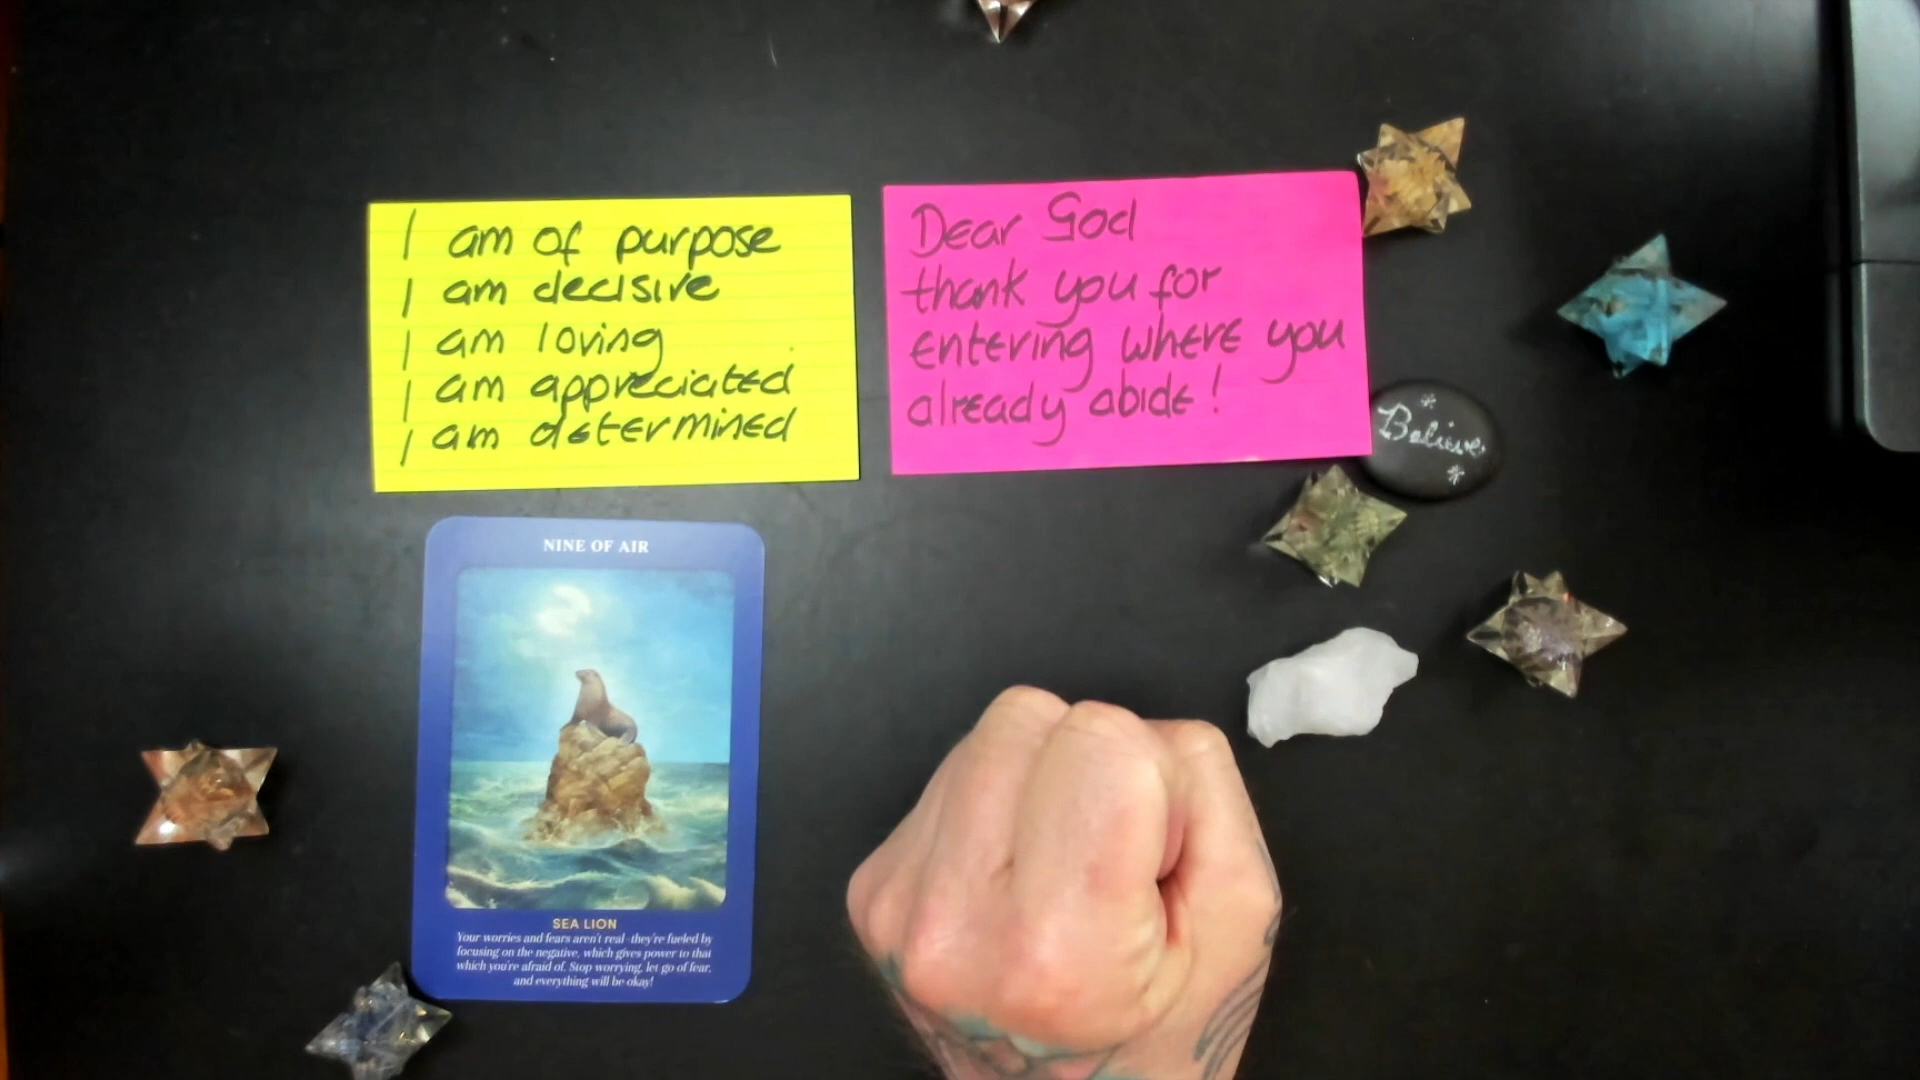 I am of purpose
I am decisive
I am loving
I am appreciated
I am determined
Dear God
thank you for
entering where you
already abide!
*
Believe
*
NINE OF AIR
SEA LION
Your worries and fears aren't real—they're fueled by
focusing on the negative, which gives power to that
which you're afraid of. Stop worrying, let go of fear,
and everything will be okay!